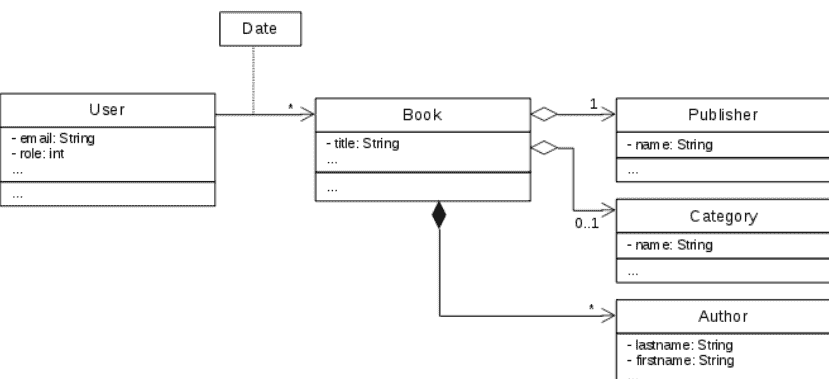 Date
User
- email: String
- role: int
...
...
*
Book
- title: String
...
...
1
Publisher
- name: String
...
0..1
Category
- name: String
...
*
Author
- lastname: String
- firstname: String
...